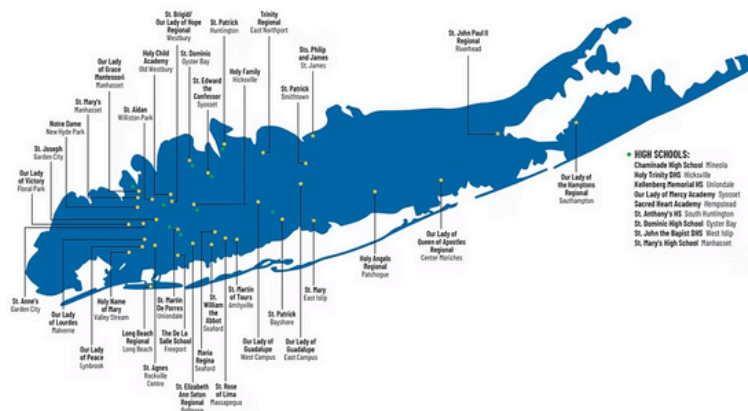 St. Brigid/
Our Lady of Hope
Regional
Westbury
St. Patrick
Huntington
Trinity
Regional
East Northport
Our Lady
of Grace
Montessori
Manhasset
Holy Child
Academy
Old Westbury
St. Dominic
Oyster Bay
Sts. Philip
and James
St. James
St. John Paul II
Regional
Riverhead
St. Mary's
Manhasset
St. Aidan
Williston Park
St. Edward
the
Confessor
Syosset
Holy Family
Hicksville
St. Patrick
Smithtown
Notre Dame
New Hyde Park
St. Joseph
Garden City
Our Lady
of Victory
Floral Park
HIGH SCHOOLS:
Chaminade High School Mineola
Holy Trinity DHS Hicksville
Kellenberg Memorial HS Uniondale
Our Lady of Mercy Academy Syosset
Sacred Heart Academy Hempstead
St. Anthony's HS South Huntington
St. Dominic High School Oyster Bay
St. John the Bapist DHS West Islip
St. Mary's High School Manhasset
Our Lady of
the Hamptons
Regional
Southampton
Our Lady of
Queen of Apostles
Regional
Center Moriches
Holy Angels
Regional
Patchogue
St. Anne's
Garden City
Our Lady
of Lourdes
Malverne
Holy Name
of Mary
Valley Stream
St. Martin
De Porres
Uniondale
St.
William
the
Abbot
Seaford
St. Martin
of Tours
Amityville
St. Mary
East Islip
Our Lady
of Peace
Lynbrook
Long Beach
Regional
Long Beach
The De La
Salle School
Freeport
Maria
Regina
Seaford
Our Lady of
Guadalupe
West Campus
St. Patrick
Bayshore
Our Lady of
Guadalupe
East Campus
St. Agnes
Rockville
Centre
St. Elizabeth
Ann Seton
Regional
St. Rose
of Lima
Massapequa